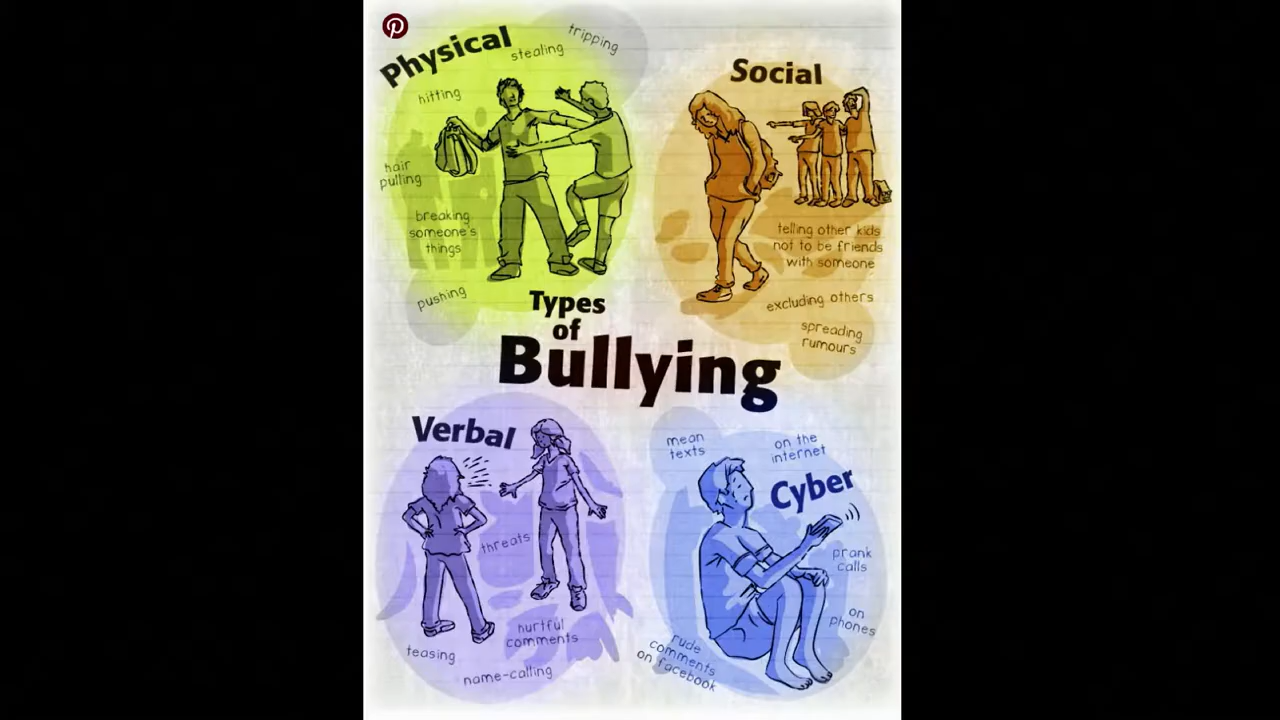 Physical
stealing
tripping
hitting
hair
pulling
breaking
someone's
things
pushing
Social
telling other kids
not to be friends
with someone
excluding others
spreading
rumours
Types
of
Bullying
Verbal
threats
hurtful
comments
teasing
name-calling
mean
texts
on the
internet
Cyber
prank
calls
on
phones
rude
comments
on facebook